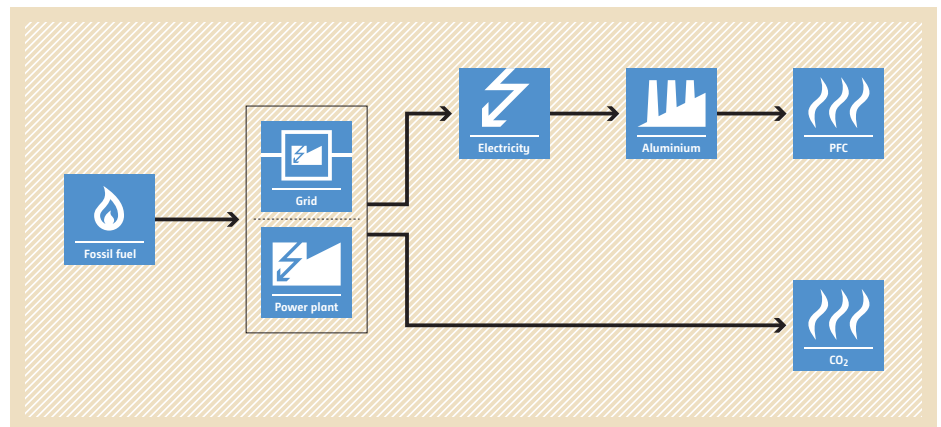 Fossil fuel
Grid
Power plant
Electricity
Aluminium
PFC
CO₂